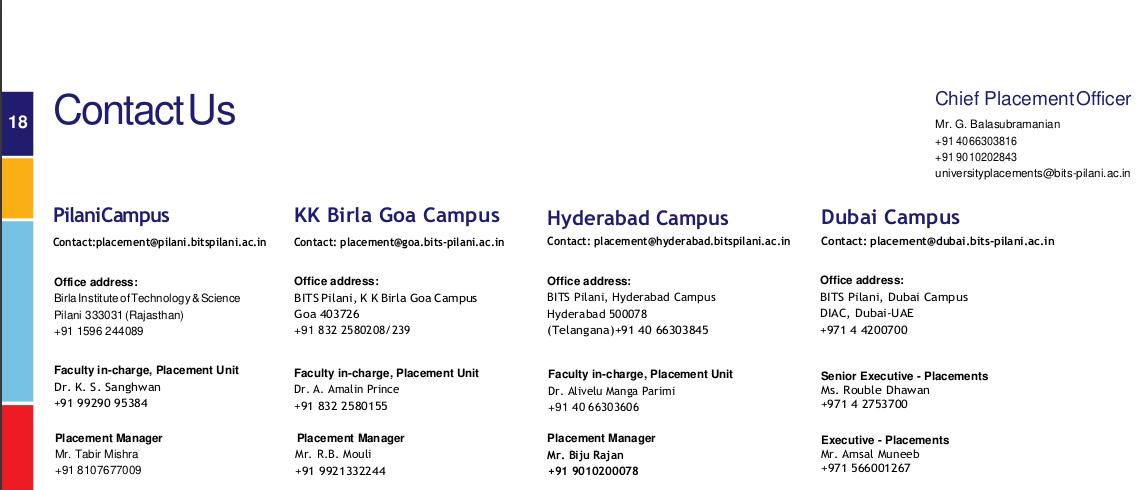 18
Contact Us
Chief Placement Officer
Mr. G. Balasubramanian
+91 4066303816
+91 9010202843
universityplacements@bits-pilani.ac.in
Pilani Campus
Contact:placement@pilani.bitspilani.ac.in
Office address:
Birla Institute of Technology & Science
Pilani 333031 (Rajasthan)
+91 1596 244089
Faculty in-charge, Placement Unit
Dr. K. S. Sanghwan
+91 99290 95384
Placement Manager
Mr. Tabir Mishra
+91 8107677009
KK Birla Goa Campus
Contact: placement@goa.bits-pilani.ac.in
Office address:
BITS Pilani, K K Birla Goa Campus
Goa 403726
+91 832 2580208/239
Faculty in-charge, Placement Unit
Dr. A. Amalin Prince
+91 832 2580155
Placement Manager
Mr. R.B. Mouli
+91 9921332244
Hyderabad Campus
Contact: placement@hyderabad.bitspilani.ac.in
Office address:
BITS Pilani, Hyderabad Campus
Hyderabad 500078
(Telangana)+91 40 66303845
Faculty in-charge, Placement Unit
Dr. Alivelu Manga Parimi
+91 40 66303606
Placement Manager
Mr. Biju Rajan
+91 9010200078
Dubai Campus
Contact: placement@dubai.bits-pilani.ac.in
Office address:
BITS Pilani, Dubai Campus
DIAC, Dubai-UAE
+971 4 4200700
Senior Executive - Placements
Ms. Rouble Dhawan
+971 4 2753700
Executive - Placements
Mr. Amsal Muneeb
+971 566001267